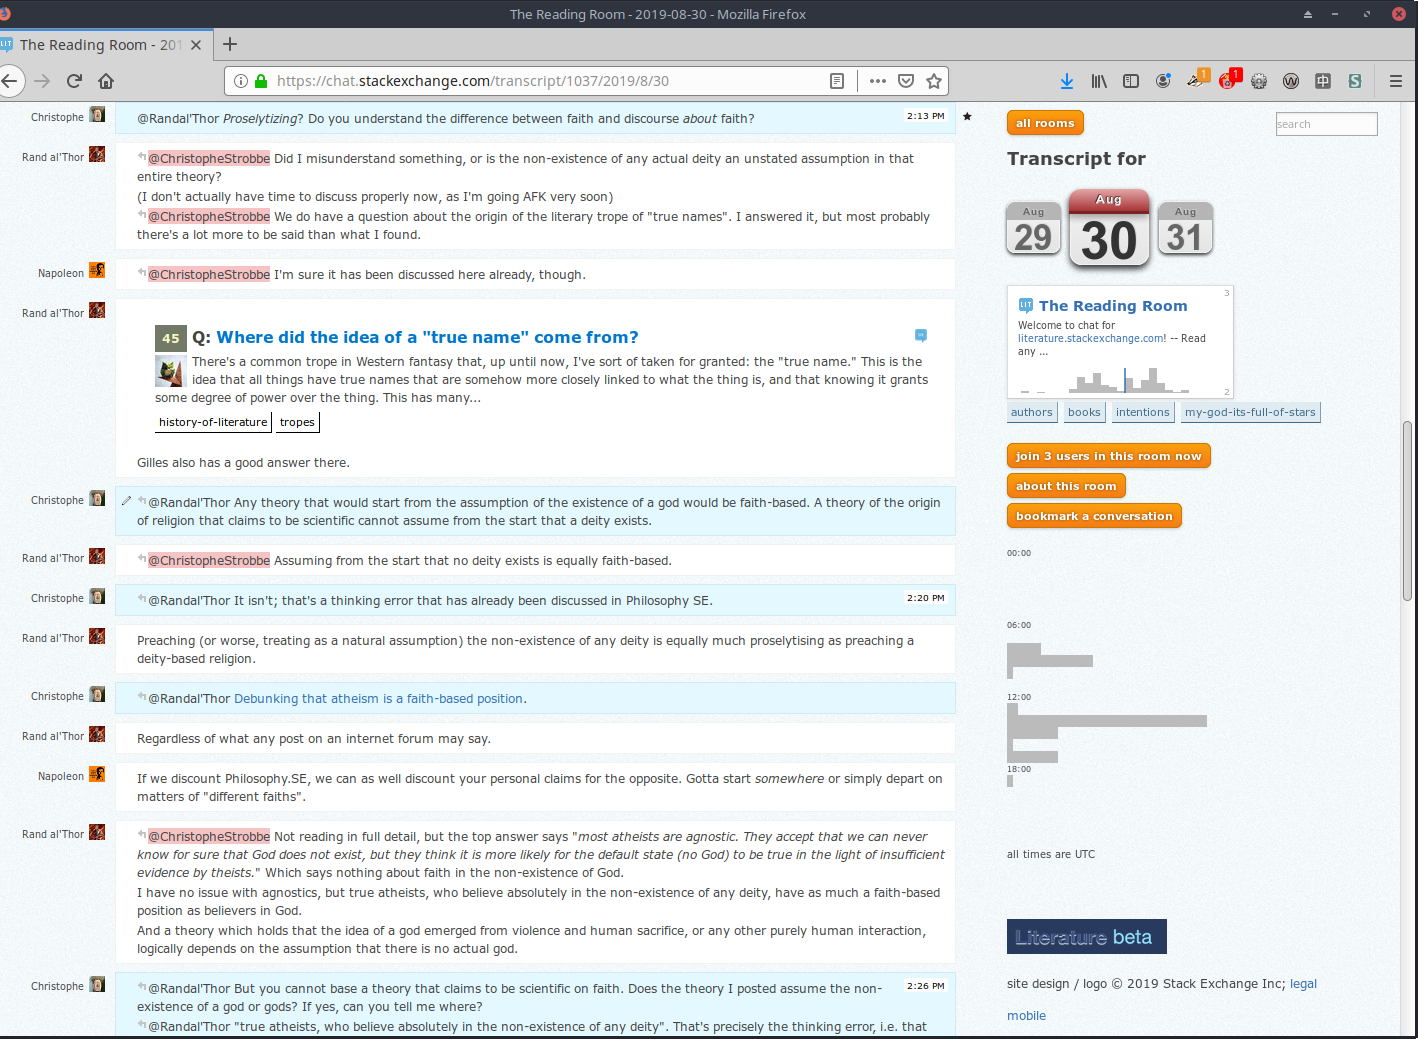 The Reading Room - 2019-08-30 - Mozilla Firefox
The Reading Room - 201
https://chat.stackexchange.com/transcript/1037/2019/8/30
1
1
Christophe
@Randal'Thor Proselytizing? Do you understand the difference between faith and discourse about faith?
2:13 PM
Rand al'Thor
@ChristopheStrobbe Did I misunderstand something, or is the non-existence of any actual deity an unstated assumption in that
entire theory?
(I don't actually have time to discuss properly now, as I'm going AFK very soon)
@ChristopheStrobbe We do have a question about the origin of the literary trope of "true names". I answered it, but most probably
there's a lot more to be said than what I found.
Napoleon
@ChristopheStrobbe I'm sure it has been discussed here already, though.
Rand al'Thor
45
Q: Where did the idea of a "true name" come from?
There's a common trope in Western fantasy that, up until now, I've sort of taken for granted: the "true name." This is the
idea that all things have true names that are somehow more closely linked to what the thing is, and that knowing it grants
some degree of power over the thing. This has many...
history-of-literature
tropes
Gilles also has a good answer there.
Christophe
@Randal'Thor Any theory that would start from the assumption of the existence of a god would be faith-based. A theory of the origin
of religion that claims to be scientific cannot assume from the start that a deity exists.
Rand al'Thor
@ChristopheStrobbe Assuming from the start that no deity exists is equally faith-based.
Christophe
@Randal'Thor It isn't; that's a thinking error that has already been discussed in Philosophy SE.
2:20 PM
Rand al'Thor
Preaching (or worse, treating as a natural assumption) the non-existence of any deity is equally much proselytising as preaching a
deity-based religion.
Christophe
@Randal'Thor Debunking that atheism is a faith-based position.
Rand al'Thor
Regardless of what any post on an internet forum may say.
Napoleon
If we discount Philosophy.SE, we can as well discount your personal claims for the opposite. Gotta start somewhere or simply depart on
matters of "different faiths".
Rand al'Thor
@ChristopheStrobbe Not reading in full detail, but the top answer says "most atheists are agnostic. They accept that we can never
know for sure that God does not exist, but they think it is more likely for the default state (no God) to be true in the light of insufficient
evidence by theists." Which says nothing about faith in the non-existence of God.
I have no issue with agnostics, but true atheists, who believe absolutely in the non-existence of any deity, have as much a faith-based
position as believers in God.
And a theory which holds that the idea of a god emerged from violence and human sacrifice, or any other purely human interaction,
logically depends on the assumption that there is no actual god.
Christophe
@Randal'Thor But you cannot base a theory that claims to be scientific on faith. Does the theory I posted assume the non-
existence of a god or gods? If yes, can you tell me where?
2:26 PM
@Randal'Thor "true atheists, who believe absolutely in the non-existence of any deity". That's precisely the thinking error, i.e. that
all rooms
search
Transcript for
Aug
29
Aug
30
Aug
31
LIT
The Reading Room
3
Welcome to chat for
literature.stackexchange.com! -- Read
any ...
2
authors
books
intentions
my-god-its-full-of-stars
join 3 users in this room now
about this room
bookmark a conversation
00:00
06:00
12:00
18:00
all times are UTC
Literature beta
site design / logo © 2019 Stack Exchange Inc; legal
mobile